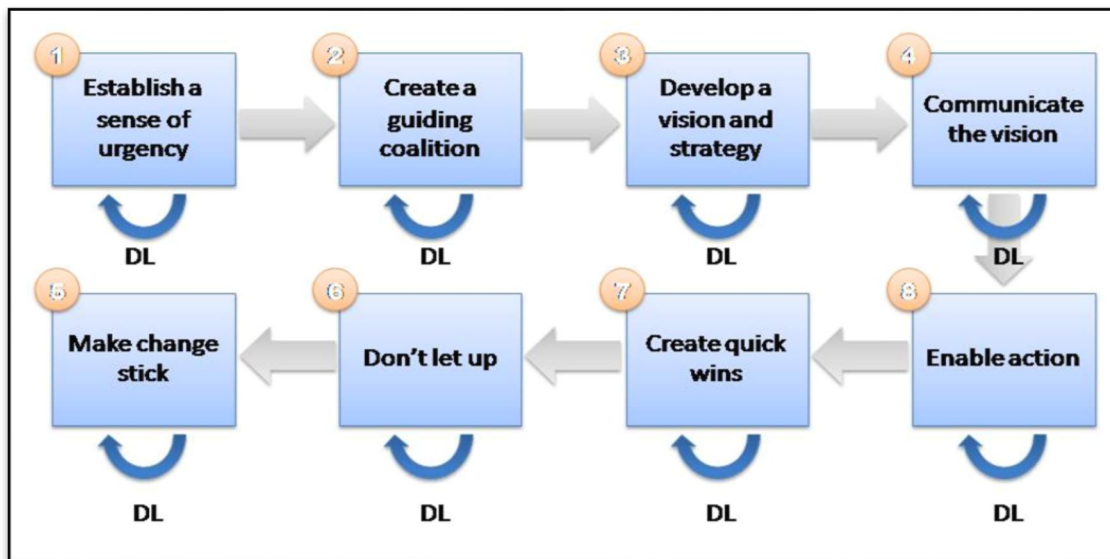 1
Establish a
sense of
urgency
DL
2
Create a
guiding
coalition
DL
3
Develop a
vision and
strategy
DL
4
Communicate
the vision
DL
5
Make change
stick
DL
6
Don't let up
DL
7
Create quick
wins
DL
8
Enable action
DL